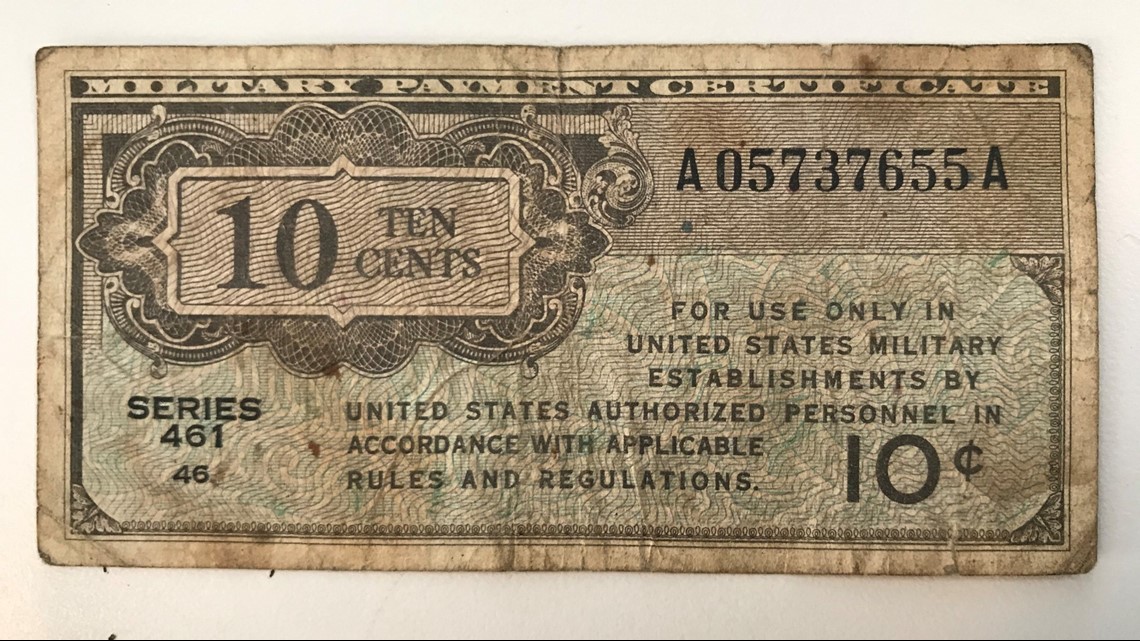 MILITARY PAYMENT CERTIFICATE
A05737655A
10 TEN CENTS
FOR USE ONLY IN
UNITED STATES MILITARY
ESTABLISHMENTS BY
UNITED STATES AUTHORIZED PERSONNEL IN
ACCORDANCE WITH APPLICABLE
RULES AND REGULATIONS.
SERIES
461
46
10¢